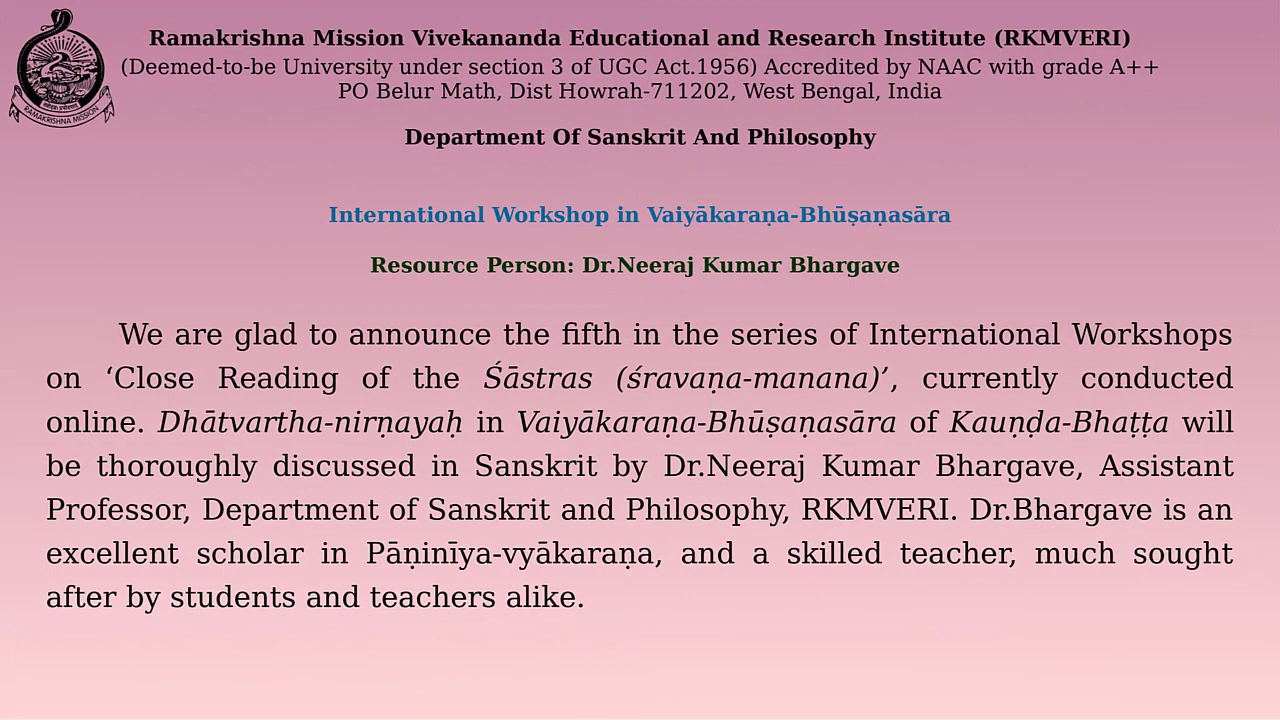 Ramakrishna Mission Vivekananda Educational and Research Institute (RKMVERI)
(Deemed-to-be University under section 3 of UGC Act.1956) Accredited by NAAC with grade A++
PO Belur Math, Dist Howrah-711202, West Bengal, India
RAMAKRISHNA MISSION
Department Of Sanskrit And Philosophy
International Workshop in Vaiyākaraṇa-Bhūṣaṇasāra
Resource Person: Dr.Neeraj Kumar Bhargave
We are glad to announce the fifth in the series of International Workshops
on ‘Close Reading of the Śāstras (śravaṇa-manana)’, currently conducted
online. Dhātvartha-nirṇayaḥ in Vaiyākaraṇa-Bhūṣaṇasāra of Kauṇḍa-Bhaṭṭa will
be thoroughly discussed in Sanskrit by Dr.Neeraj Kumar Bhargave, Assistant
Professor, Department of Sanskrit and Philosophy, RKMVERI. Dr.Bhargave is an
excellent scholar in Pāṇinīya-vyākaraṇa, and a skilled teacher, much sought
after by students and teachers alike.